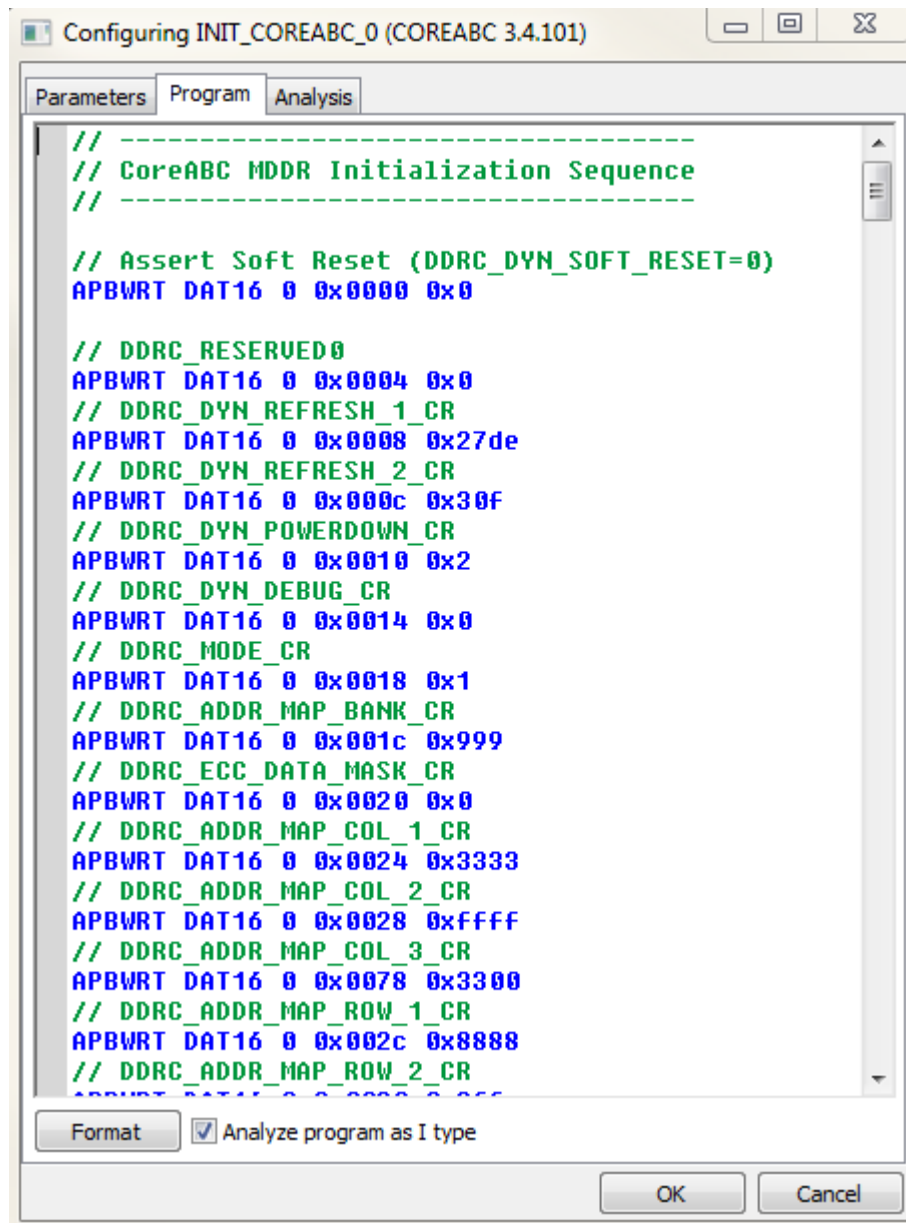 Configuring INIT_COREABC_0 (COREABC 3.4.101)
Parameters Program Analysis
// ------------------------------------
// CoreABC MDDR Initialization Sequence
// ------------------------------------
// Assert Soft Reset (DDRC_DYN_SOFT_RESET=0)
APBWRT DAT16 0 0x0000 0x0
// DDRC_RESERVED0
APBWRT DAT16 0 0x0004 0x0
// DDRC_DYN_REFRESH_1_CR
APBWRT DAT16 0 0x0008 0x27de
// DDRC_DYN_REFRESH_2_CR
APBWRT DAT16 0 0x000c 0x30f
// DDRC_DYN_POWERDOWN_CR
APBWRT DAT16 0 0x0010 0x2
// DDRC_DYN_DEBUG_CR
APBWRT DAT16 0 0x0014 0x0
// DDRC_MODE_CR
APBWRT DAT16 0 0x0018 0x1
// DDRC_ADDR_MAP_BANK_CR
APBWRT DAT16 0 0x001c 0x999
// DDRC_ECC_DATA_MASK_CR
APBWRT DAT16 0 0x0020 0x0
// DDRC_ADDR_MAP_COL_1_CR
APBWRT DAT16 0 0x0024 0x3333
// DDRC_ADDR_MAP_COL_2_CR
APBWRT DAT16 0 0x0028 0xffff
// DDRC_ADDR_MAP_COL_3_CR
APBWRT DAT16 0 0x0078 0x3300
// DDRC_ADDR_MAP_ROW_1_CR
APBWRT DAT16 0 0x002c 0x8888
// DDRC_ADDR_MAP_ROW_2_CR
Format Analyze program as I type
OK Cancel